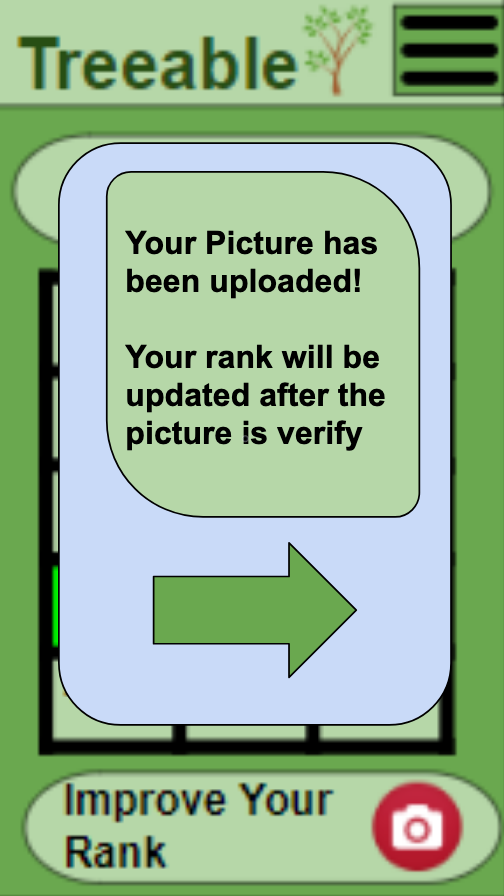 Treeable
Your Picture has
been uploaded!
Your rank will be
updated after the
picture is verify
Improve Your
Rank